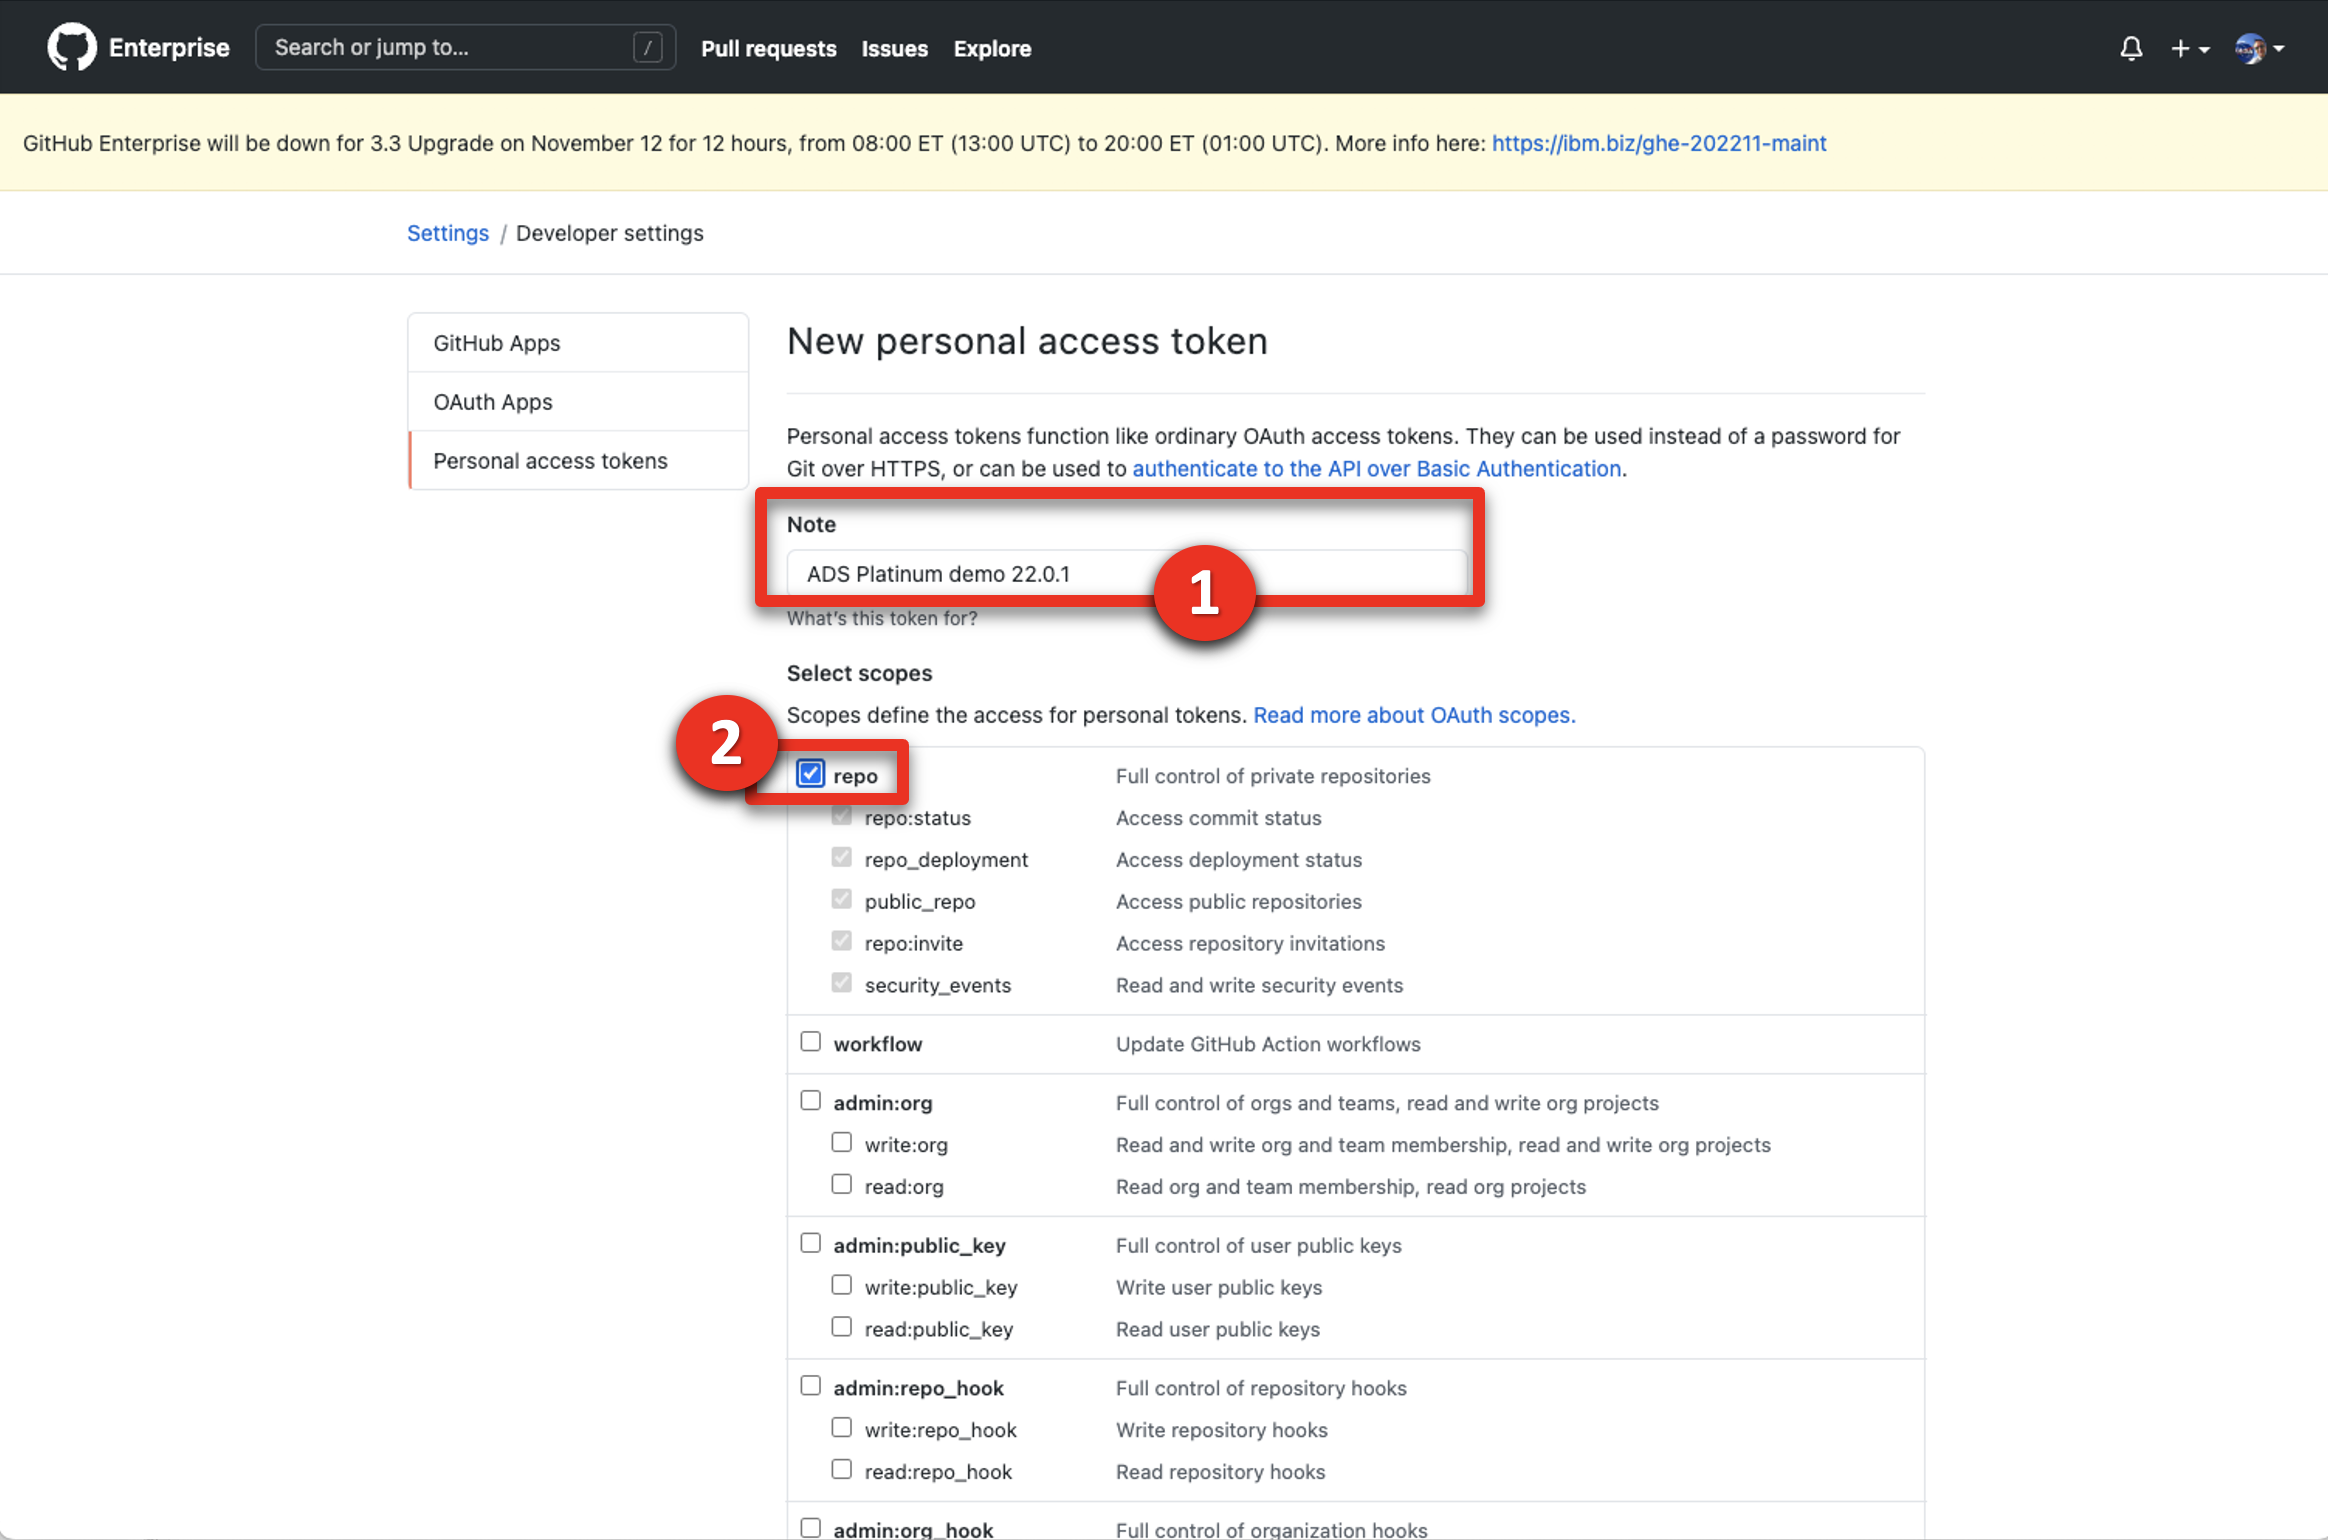 Enterprise
Search or jump to...
/
Pull requests
Issues
Explore
GitHub Enterprise will be down for 3.3 Upgrade on November 12 for 12 hours, from 08:00 ET (13:00 UTC) to 20:00 ET (01:00 UTC). More info here: https://ibm.biz/ghe-202211-maint
Settings / Developer settings
GitHub Apps
OAuth Apps
Personal access tokens
New personal access token
Personal access tokens function like ordinary OAuth access tokens. They can be used instead of a password for
Git over HTTPS, or can be used to authenticate to the API over Basic Authentication.
Note
ADS Platinum demo 22.0.1
1
What's this token for?
Select scopes
Scopes define the access for personal tokens. Read more about OAuth scopes.
2
repo Full control of private repositories
repo:status Access commit status
repo_deployment Access deployment status
public_repo Access public repositories
repo:invite Access repository invitations
security_events Read and write security events
workflow Update GitHub Action workflows
admin:org Full control of orgs and teams, read and write org projects
write:org Read and write org and team membership, read and write org projects
read:org Read org and team membership, read org projects
admin:public_key Full control of user public keys
write:public_key Write user public keys
read:public_key Read user public keys
admin:repo_hook Full control of repository hooks
write:repo_hook Write repository hooks
read:repo_hook Read repository hooks
admin:org_hook Full control of organization hooks